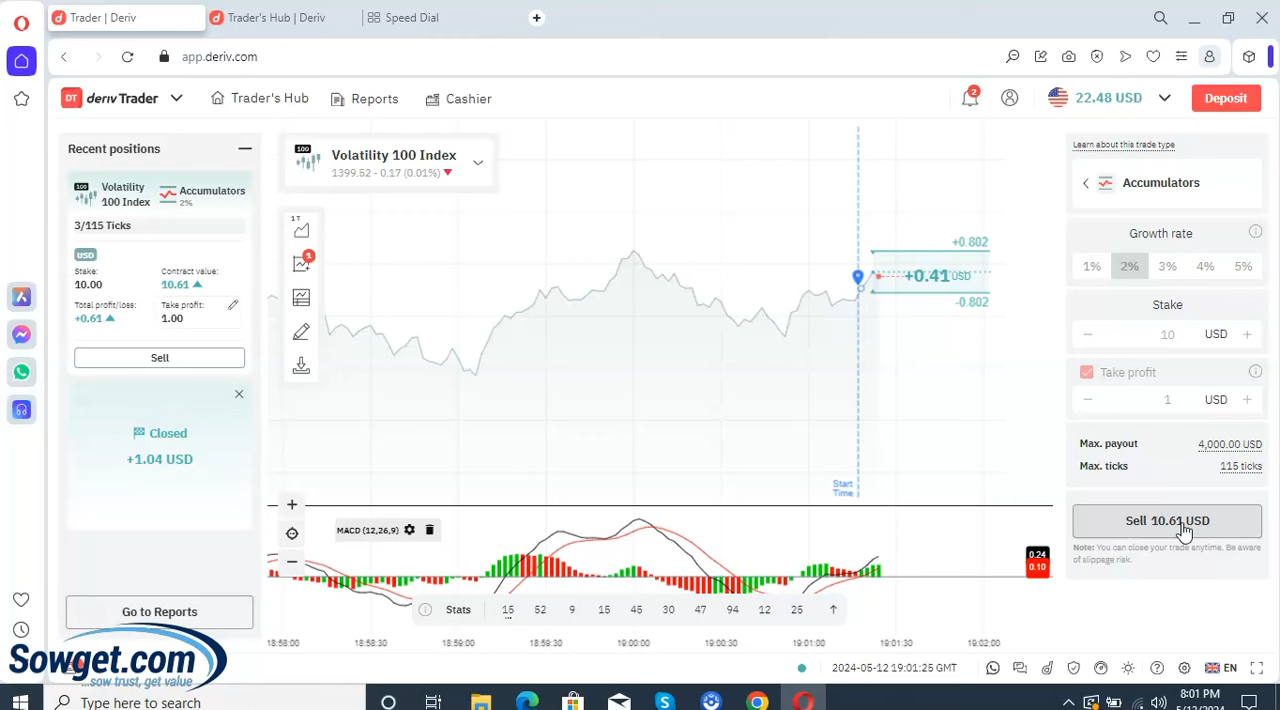 Trader | Deriv
Trader's Hub | Deriv
Speed Dial
app.deriv.com
DT deriv Trader
Trader's Hub
Reports
Cashier
2
22.48 USD
Deposit
Recent positions
100
Volatility 100 Index
Accumulators
2%
3/115 Ticks
USD
Stake:
10.00
Contract value:
10.61
Total profit/loss:
+0.61
Take profit:
1.00
Sell
Closed
+1.04 USD
Go to Reports
100
Volatility 100 Index
1399.52 - 0.17 (0.01%)
1T
1
+0.802
+0.41 USD
-0.802
Start
Time
MACD (12,26,9)
0.24
0.10
Stats 15 52 9 15 45 30 47 94 12 25
18:58:00 18:58:30 18:59:00 18:59:30 19:00:00 19:00:30 19:01:00 19:01:30 19:02:00
Learn about this trade type
Accumulators
Growth rate
1% 2% 3% 4% 5%
Stake
10 USD
Take profit
1 USD
Max. payout 4,000.00 USD
Max. ticks 115 ticks
Sell 10.61 USD
Note: You can close your trade anytime. Be aware
of slippage risk.
2024-05-12 19:01:25 GMT
EN
Sowget.com
...sow trust, get value
Type here to search
8:01 PM